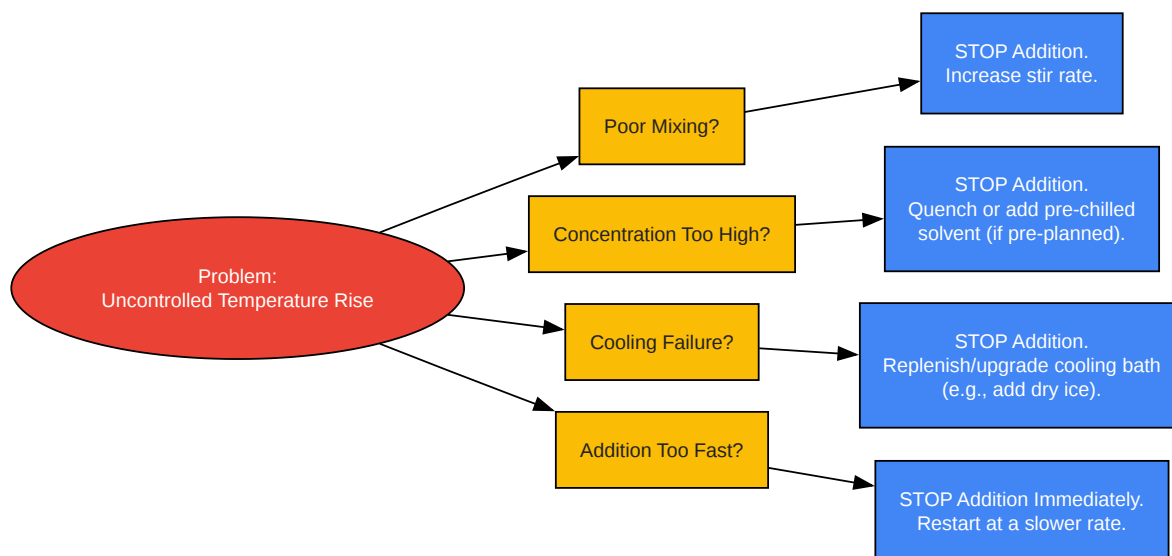 Problem:
Uncontrolled Temperature Rise
Poor Mixing?
STOP Addition.
Increase stir rate.
Concentration Too High?
STOP Addition.
Quench or add pre-chilled
solvent (if pre-planned).
Cooling Failure?
STOP Addition.
Replenish/upgrade cooling bath
(e.g., add dry ice).
Addition Too Fast?
STOP Addition Immediately.
Restart at a slower rate.